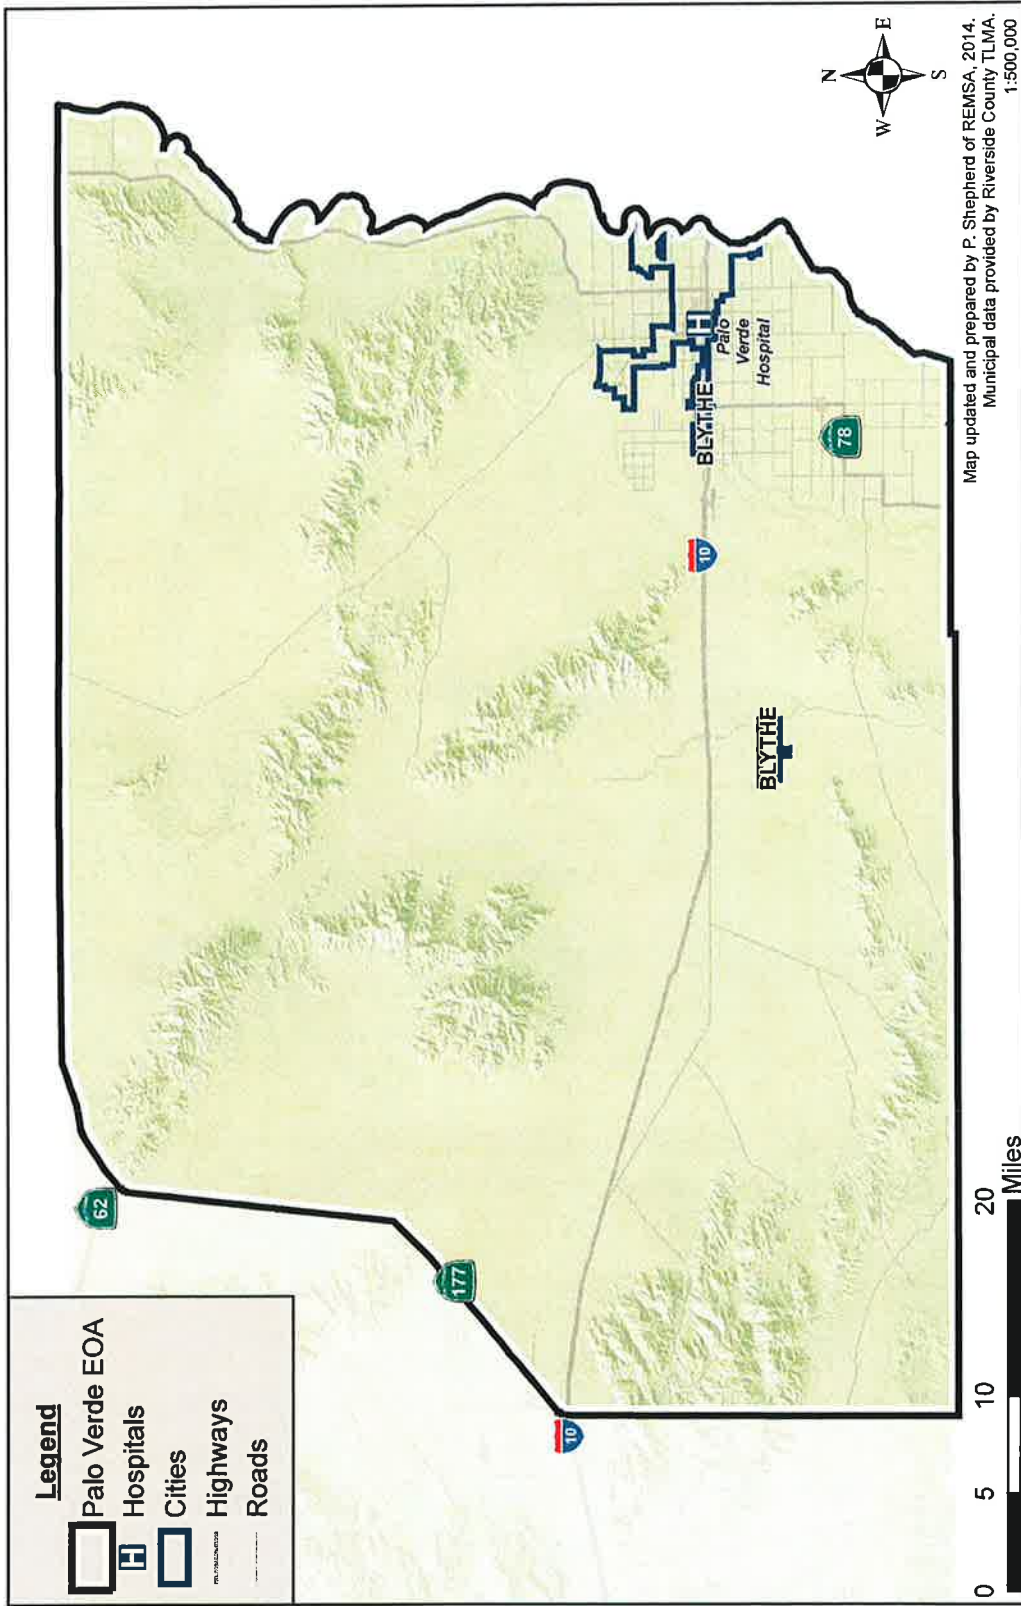 Legend
Palo Verde EOA
Hospitals
Cities
Highways
Roads
62
177
10
10
78
BLYTHE
BLYTHE
H
H
Palo
Verde
Hospital
N
W
E
S
0 5 10 20
Miles
Map updated and prepared by P. Shepherd of REMSA, 2014.
Municipal data provided by Riverside County TLMA.
1:500,000